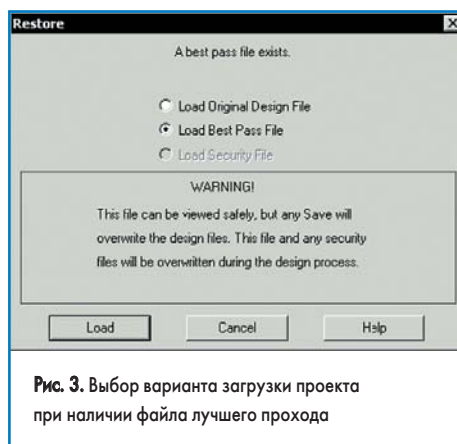 Restore
A best pass file exists.
Load Original Design File
Load Best Pass File
Load Security File
WARNING!
This file can be viewed safely, but any Save will
overwrite the design files. This file and any security
files will be overwritten during the design process.
Load Cancel Help
Рис. 3. Выбор варианта загрузки проекта
при наличии файла лучшего прохода